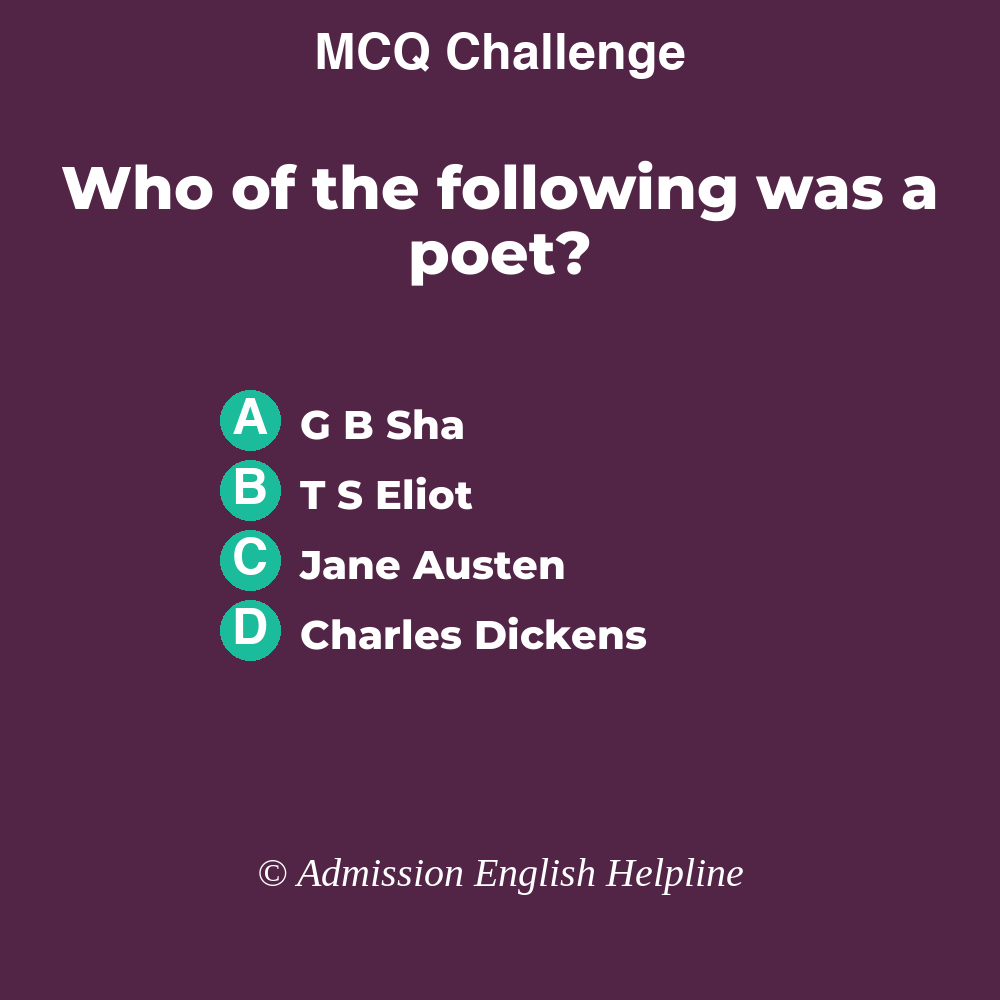 MCQ Challenge
Who of the following was a
poet?
A G B Sha
B T S Eliot
C Jane Austen
D Charles Dickens
© Admission English Helpline